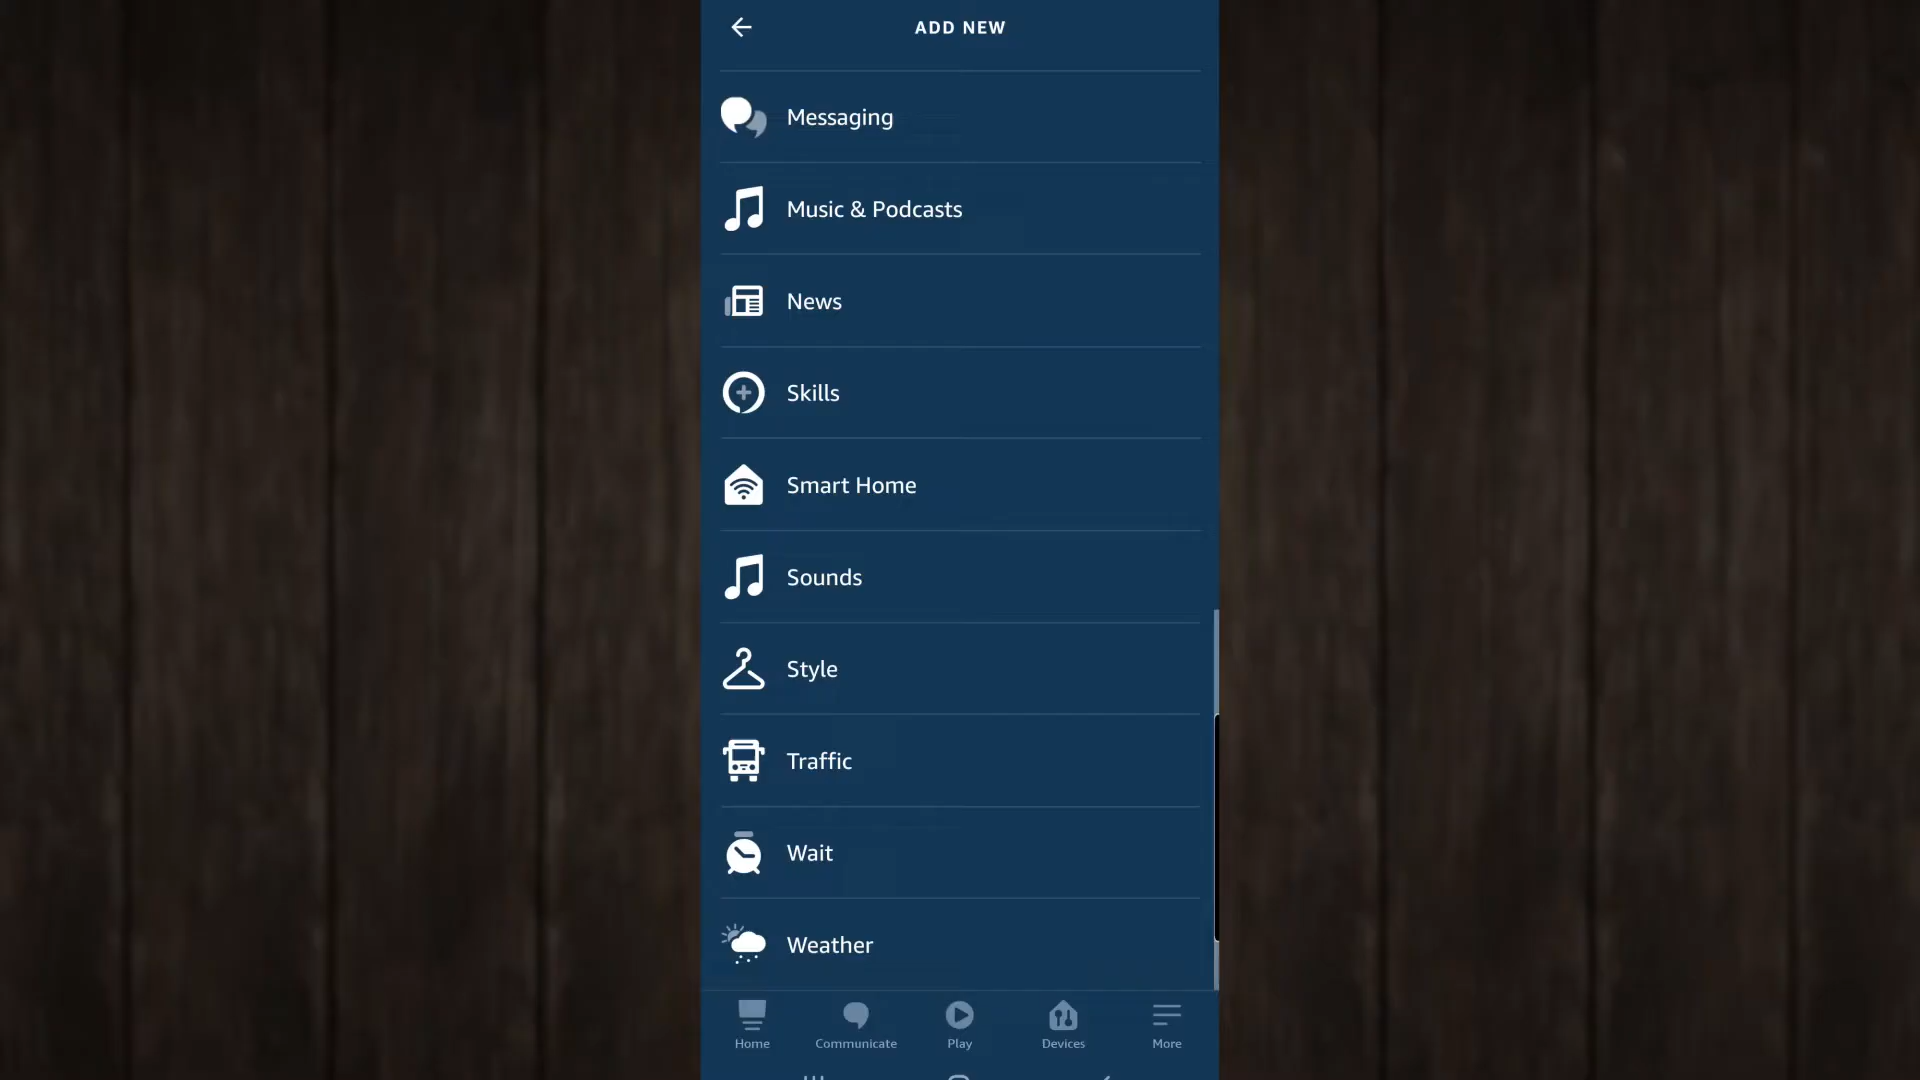 ADD NEW
Messaging
Music & Podcasts
News
Skills
Smart Home
Sounds
Style
Traffic
Wait
Weather
Home
Communicate
Play
Devices
More